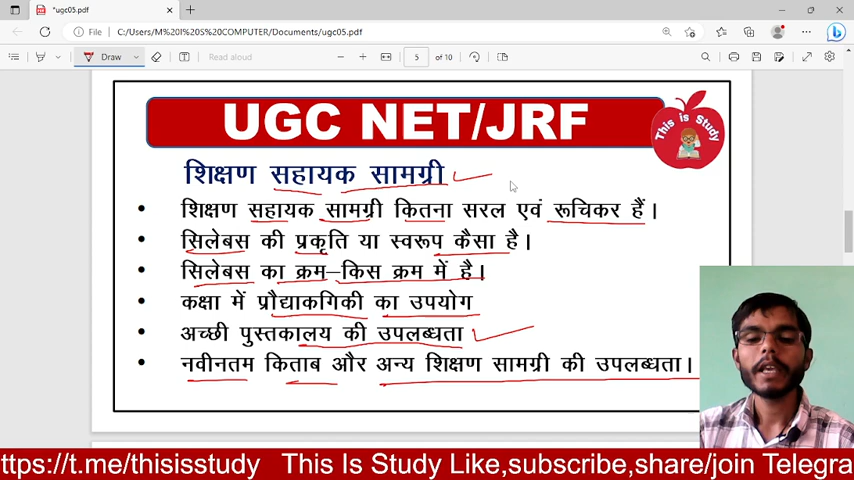 *ugc05.pdf
File
C:/Users/M%20I%20S%20COMPUTER/Documents/ugc05.pdf
Draw
Read aloud
5 of 10
UGC NET/JRF
This is Study
शिक्षण सहायक सामग्री
• शिक्षण सहायक सामग्री कितना सरल एवं रूचिकर हैं।
• सिलेबस की प्रकृति या स्वरूप कैसा है।
• सिलेबस का क्रम–किस क्रम में है।
• कक्षा में प्रौद्याकगिकी का उपयोग
• अच्छी पुस्तकालय की उपलब्धता
• नवीनतम किताब और अन्य शिक्षण सामग्री की उपलब्धता।
ttps://t.me/thisisstudy This Is Study Like,subscribe,share/join Telegra